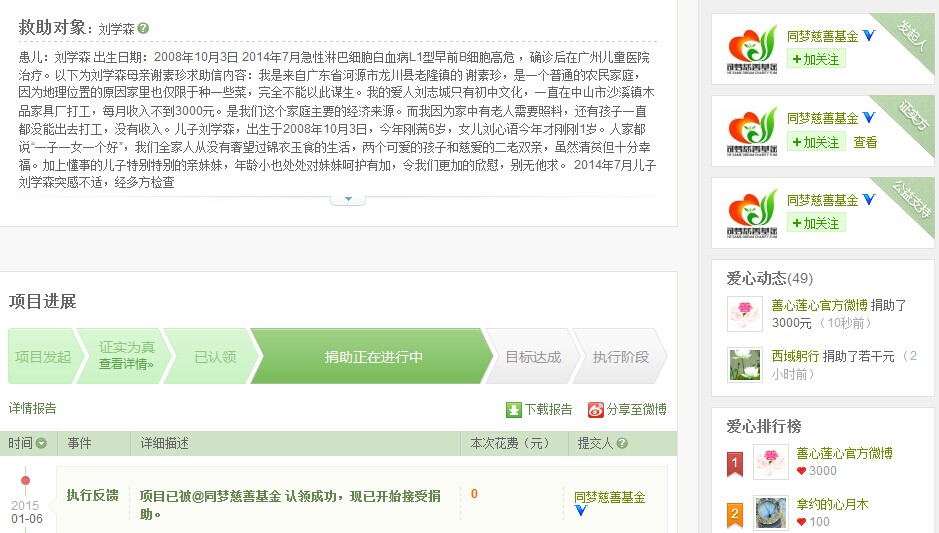 救助对象： 刘学森 ?
患儿：刘学森 出生日期：2008年10月3日 2014年7月急性淋巴细胞白血病L1型早前B细胞高危 ，确诊后在广州儿童医院
治疗。以下为刘学森母亲谢素珍求助信内容：我是来自广东省河源市龙川县老隆镇的 谢素珍，是一个普通的农民家庭，
因为地理位置的原因家里也仅限于种一些菜，完全不能以此谋生。我的爱人刘志城只有初中文化，一直在中山市沙溪镇木
品家具厂打工，每月收入不到3000元。是我们这个家庭主要的经济来源。而我因为家中有老人需要照料，还有孩子一直
都没能出去打工，没有收入。儿子刘学森，出生于2008年10月3日，今年刚满6岁，女儿刘心语今年才刚刚1岁。人家都
说“一子一女一个好”，我们全家人从没有奢望过锦衣玉食的生活，两个可爱的孩子和慈爱的二老双亲，虽然清贫但十分幸
福。加上懂事的儿子特别特别的亲妹妹，年龄小也处处对妹妹呵护有加，令我们更加的欣慰，别无他求。 2014年7月儿子
刘学森突感不适，经多方检查
项目进展
项目发起
证实为真
查看详情»
已认领
捐助正在进行中
目标达成
执行阶段
详情报告
下载报告
分享至微博
时间 事件 详细描述 本次花费（元） 提交人 ?
2015
01-06
执行反馈
项目已被@同梦慈善基金 认领成功，现已开始接受捐
助。
0
同梦慈善基金
同梦慈善基金
+加关注
发起人
同梦慈善基金
+加关注 查看
证实方
同梦慈善基金
+加关注
公益支持
爱心动态(49)
善心莲心官方微博 捐助了
3000元 （10秒前）
西域躬行 捐助了若干元 （2
小时前）
爱心排行榜
1
善心莲心官方微博
3000
2
拿约的心月木
100